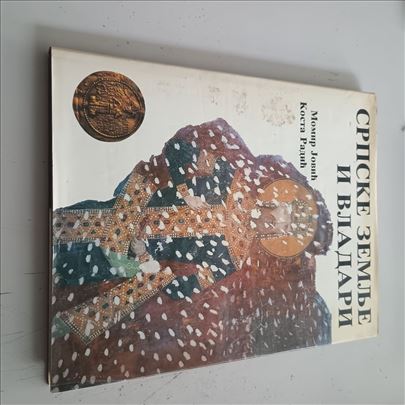 Момир Јовић
Коста Радић
СРПСКЕ ЗЕМЉЕ
И ВЛАДАРИ